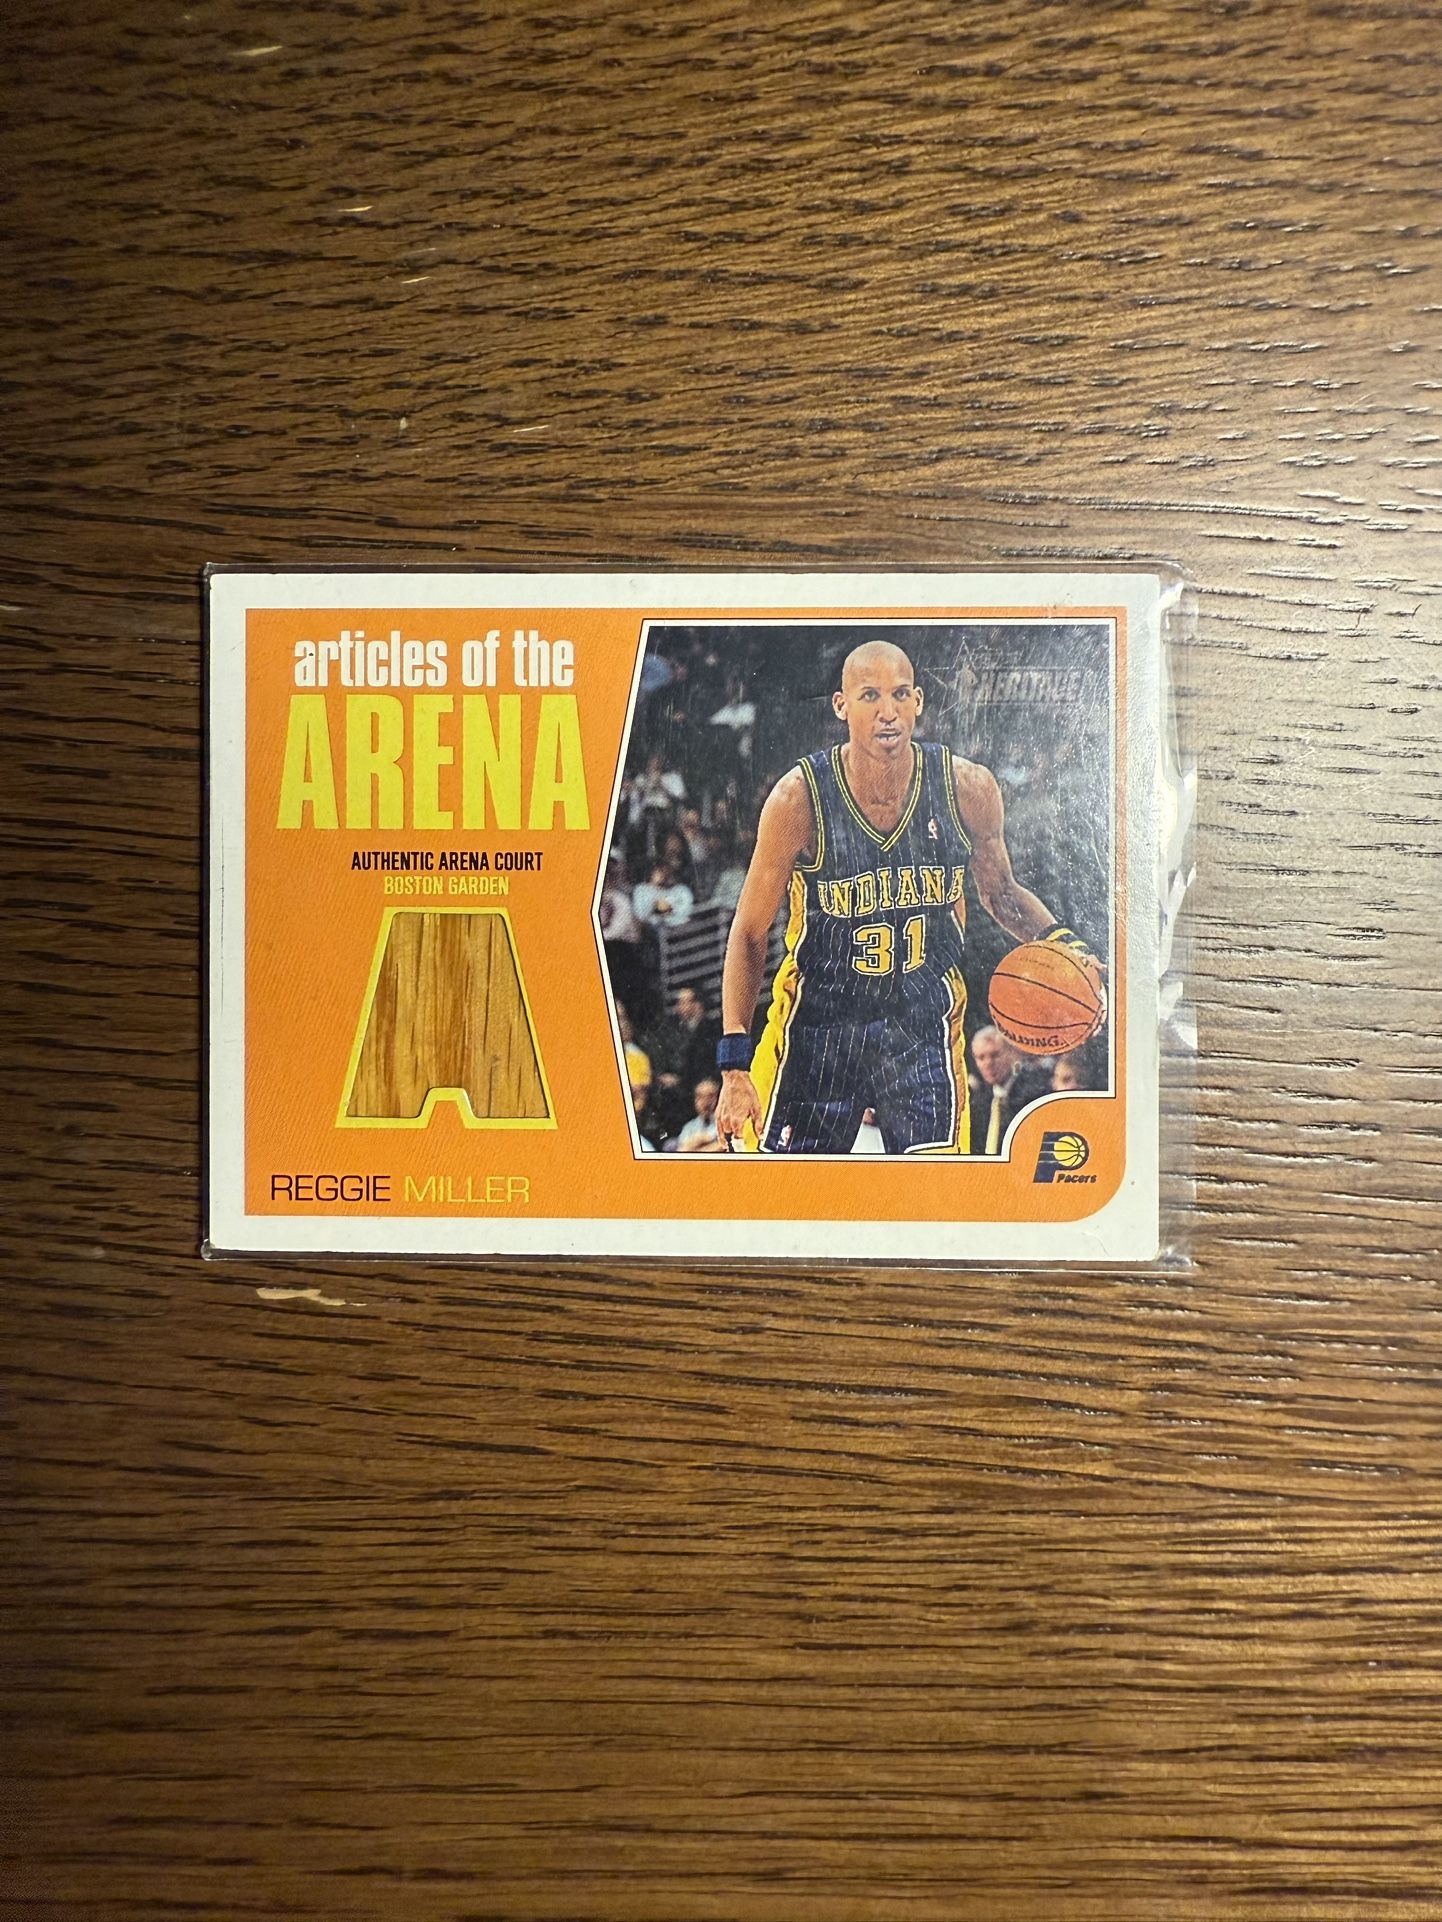 articles of the
ARENA
AUTHENTIC ARENA COURT
BOSTON GARDEN
REGGIE MILLER
HERITAGE
INDIANA
31
SPALDING
Pacers